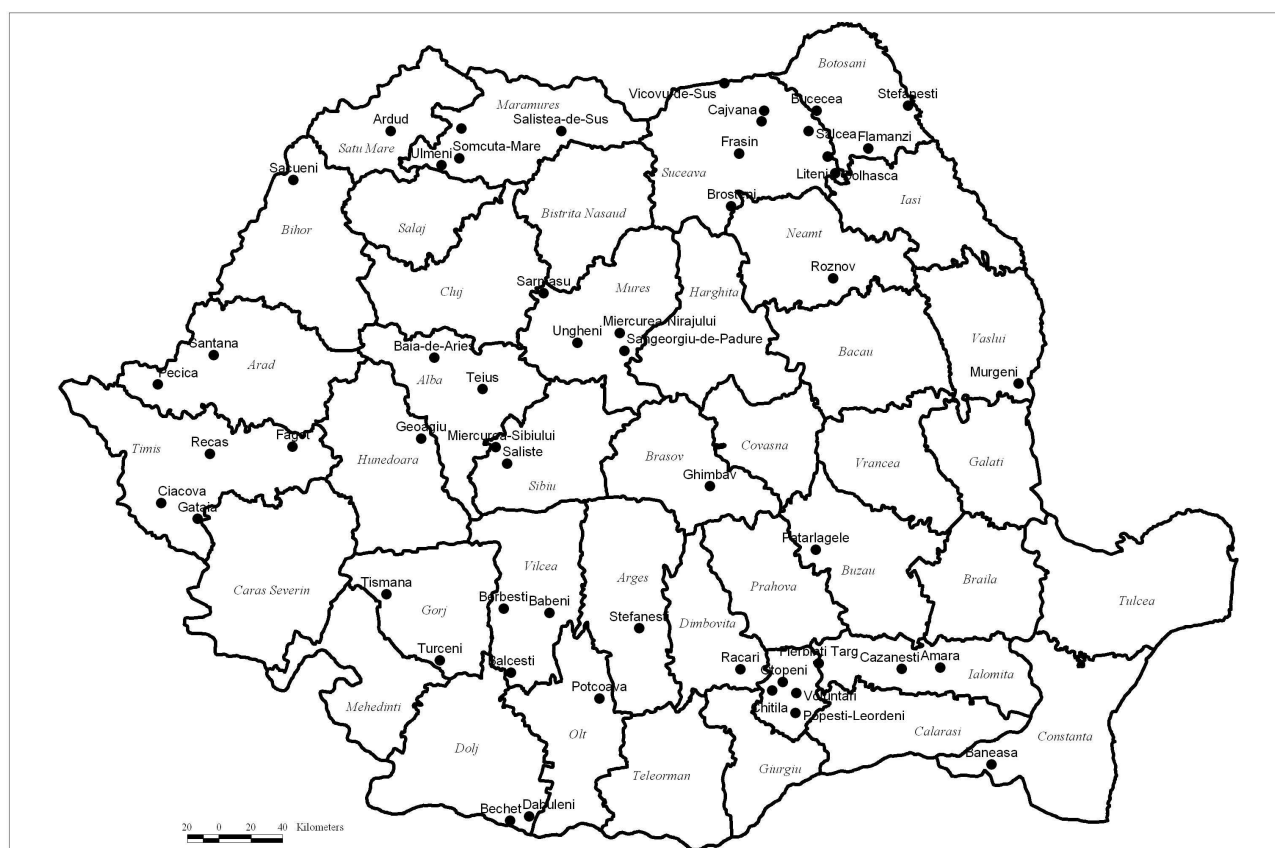 Botosani
Vicovu-de-Sus
Stefanesti
Cajvana
Bucecea
Maramures
Salistea-de-Sus
Ardud
Salcea
Flamanzi
Satu Mare
Somcuta-Mare
Ulmeni
Frasin
Sacueni
Suceava
Liteni
Dolhasca
Brosteni
Iasi
Bistrita Nasaud
Salaj
Bihor
Neamt
Roznov
Sarmasu
Cluj
Mures
Harghita
Miercurea-Nirajului
Ungheni
Sangeorgiu-de-Padure
Vaslui
Santana
Baia-de-Aries
Bacau
Arad
Pecica
Alba
Teius
Murgeni
Geoagiu
Miercurea-Sibiului
Covasna
Timis
Recas
Faget
Hunedoara
Saliste
Brasov
Vrancea
Galati
Ghimbav
Sibiu
Ciacova
Gataia
Patarlagele
Vilcea
Arges
Prahova
Buzau
Braila
Caras Severin
Tismana
Tulcea
Gorj
Berbesti
Babeni
Stefanesti
Dimbovita
Turceni
Balcesti
Racari
Fierbinti Targ
Cazanesti
Amara
Otopeni
Ialomita
Potcoava
Voluntari
Chitila
Popesti-Leordeni
Mehedinti
Olt
Calarasi
Constanta
Dolj
Baneasa
Teleorman
Giurgiu
Bechet
Dabuleni
20 0 20 40 Kilometers